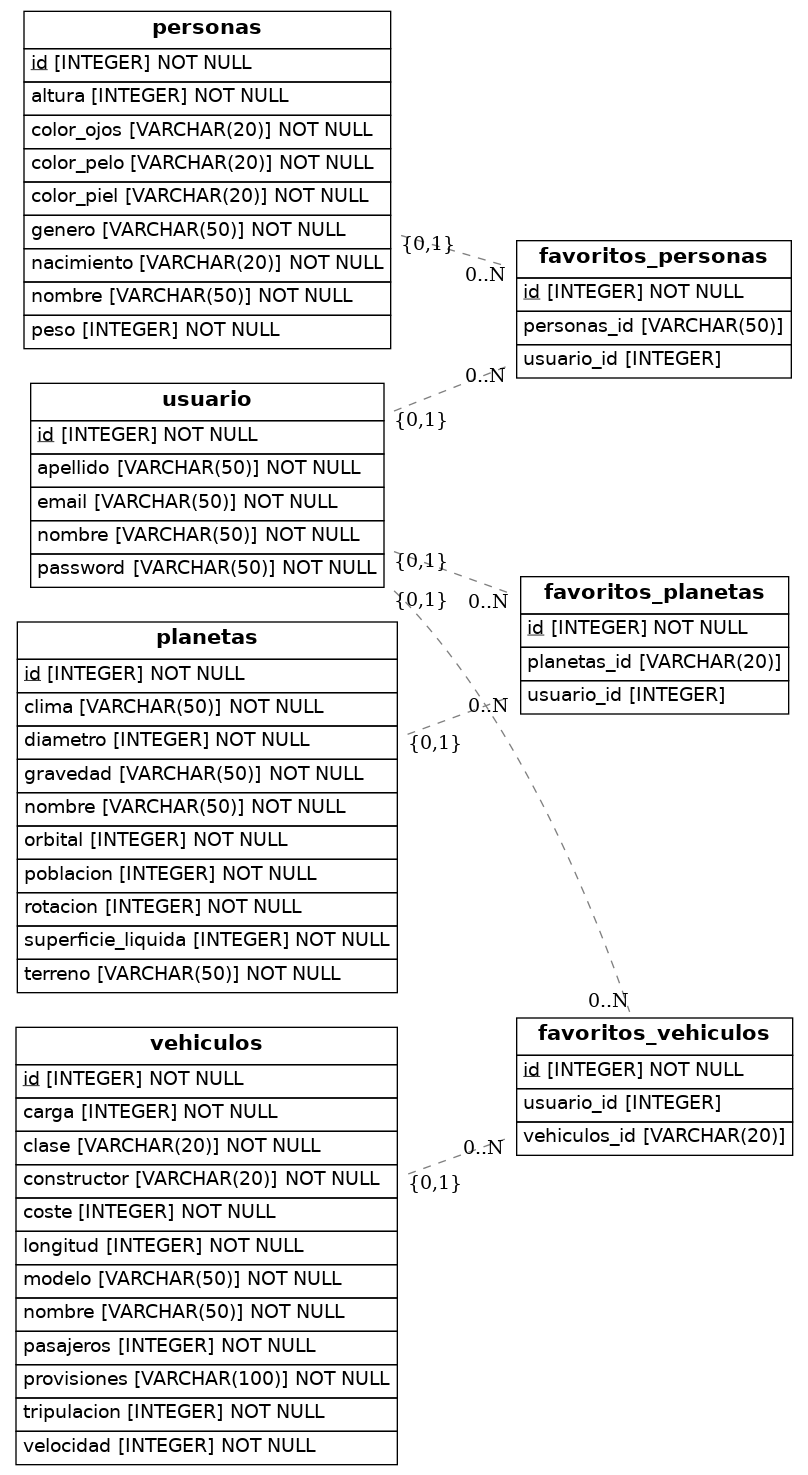 personas
id [INTEGER] NOT NULL
altura [INTEGER] NOT NULL
color_ojos [VARCHAR(20)] NOT NULL
color_pelo [VARCHAR(20)] NOT NULL
color_piel [VARCHAR(20)] NOT NULL
genero [VARCHAR(50)] NOT NULL
nacimiento [VARCHAR(20)] NOT NULL
nombre [VARCHAR(50)] NOT NULL
peso [INTEGER] NOT NULL
{0,1}
0..N
favoritos_personas
id [INTEGER] NOT NULL
personas_id [VARCHAR(50)]
usuario_id [INTEGER]
0..N
{0,1}
usuario
id [INTEGER] NOT NULL
apellido [VARCHAR(50)] NOT NULL
email [VARCHAR(50)] NOT NULL
nombre [VARCHAR(50)] NOT NULL
password [VARCHAR(50)] NOT NULL
{0,1}
0..N
{0,1}
favoritos_planetas
id [INTEGER] NOT NULL
planetas_id [VARCHAR(20)]
usuario_id [INTEGER]
0..N
{0,1}
planetas
id [INTEGER] NOT NULL
clima [VARCHAR(50)] NOT NULL
diametro [INTEGER] NOT NULL
gravedad [VARCHAR(50)] NOT NULL
nombre [VARCHAR(50)] NOT NULL
orbital [INTEGER] NOT NULL
poblacion [INTEGER] NOT NULL
rotacion [INTEGER] NOT NULL
superficie_liquida [INTEGER] NOT NULL
terreno [VARCHAR(50)] NOT NULL
0..N
favoritos_vehiculos
id [INTEGER] NOT NULL
usuario_id [INTEGER]
vehiculos_id [VARCHAR(20)]
0..N
{0,1}
vehiculos
id [INTEGER] NOT NULL
carga [INTEGER] NOT NULL
clase [VARCHAR(20)] NOT NULL
constructor [VARCHAR(20)] NOT NULL
coste [INTEGER] NOT NULL
longitud [INTEGER] NOT NULL
modelo [VARCHAR(50)] NOT NULL
nombre [VARCHAR(50)] NOT NULL
pasajeros [INTEGER] NOT NULL
provisiones [VARCHAR(100)] NOT NULL
tripulacion [INTEGER] NOT NULL
velocidad [INTEGER] NOT NULL